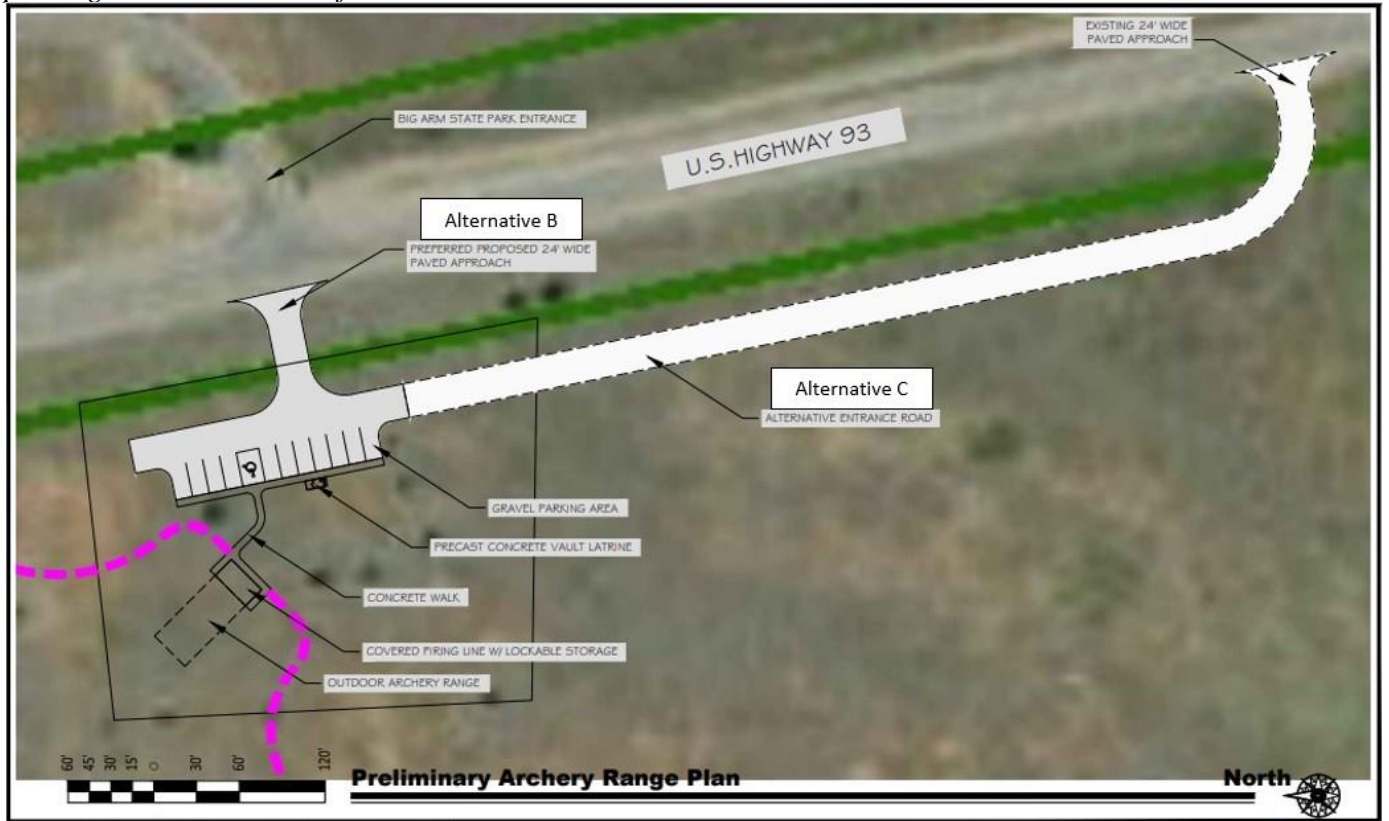 EXISTING 24' WIDE
PAVED APPROACH
BIG ARM STATE PARK ENTRANCE
U.S.HIGHWAY 93
Alternative B
PREFERRED PROPOSED 24' WIDE
PAVED APPROACH
Alternative C
ALTERNATIVE ENTRANCE ROAD
GRAVEL PARKING AREA
PRECAST CONCRETE VAULT LATRINE
CONCRETE WALK
COVERED FIRING LINE W/ LOCKABLE STORAGE
OUTDOOR ARCHERY RANGE
60' 45' 30' 15' 0 30' 60' 120'
Preliminary Archery Range Plan
North